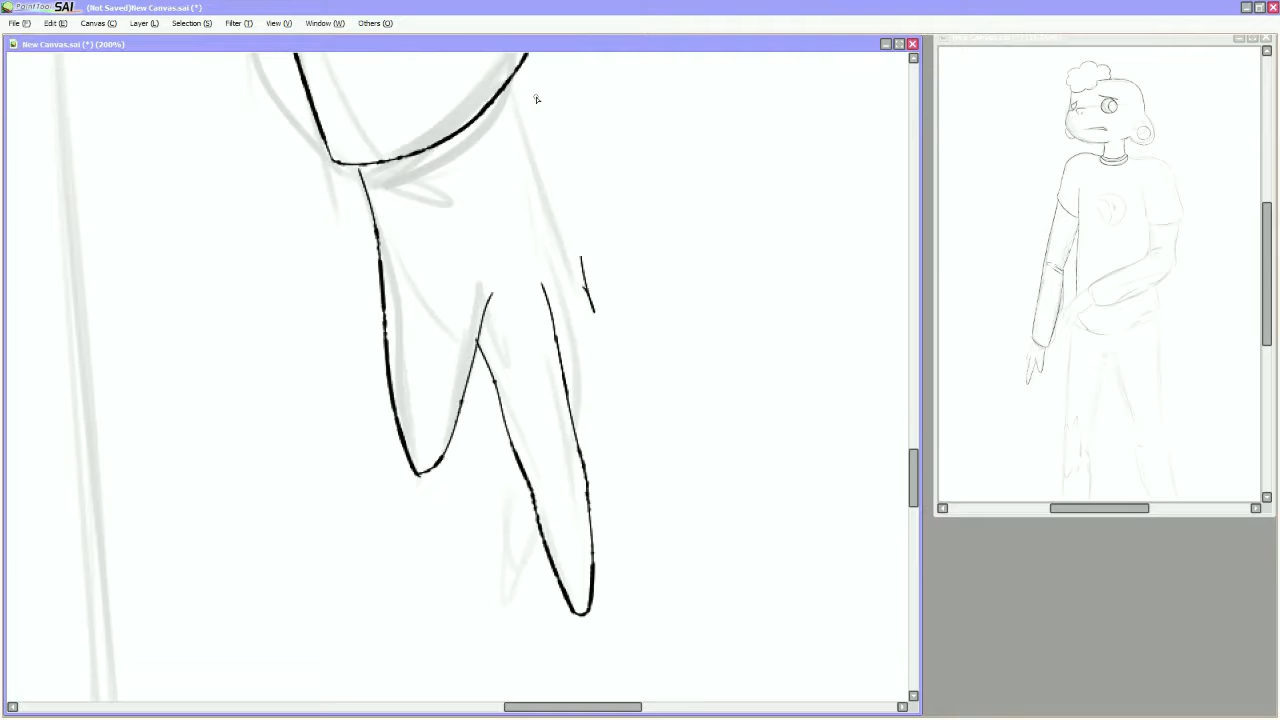 PaintTool SAI (Not Saved)New Canvas.sai (*)
File (F) Edit (E) Canvas (C) Layer (L) Selection (S) Filter (T) View (V) Window (W) Others (O)
New Canvas.sai (*) (200%)